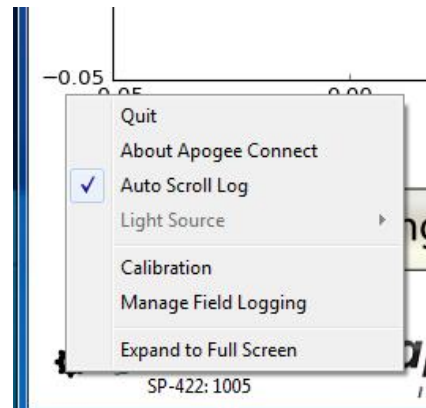 −0.05
Quit
About Apogee Connect
Auto Scroll Log
Light Source
Calibration
Manage Field Logging
Expand to Full Screen
SP-422: 1005